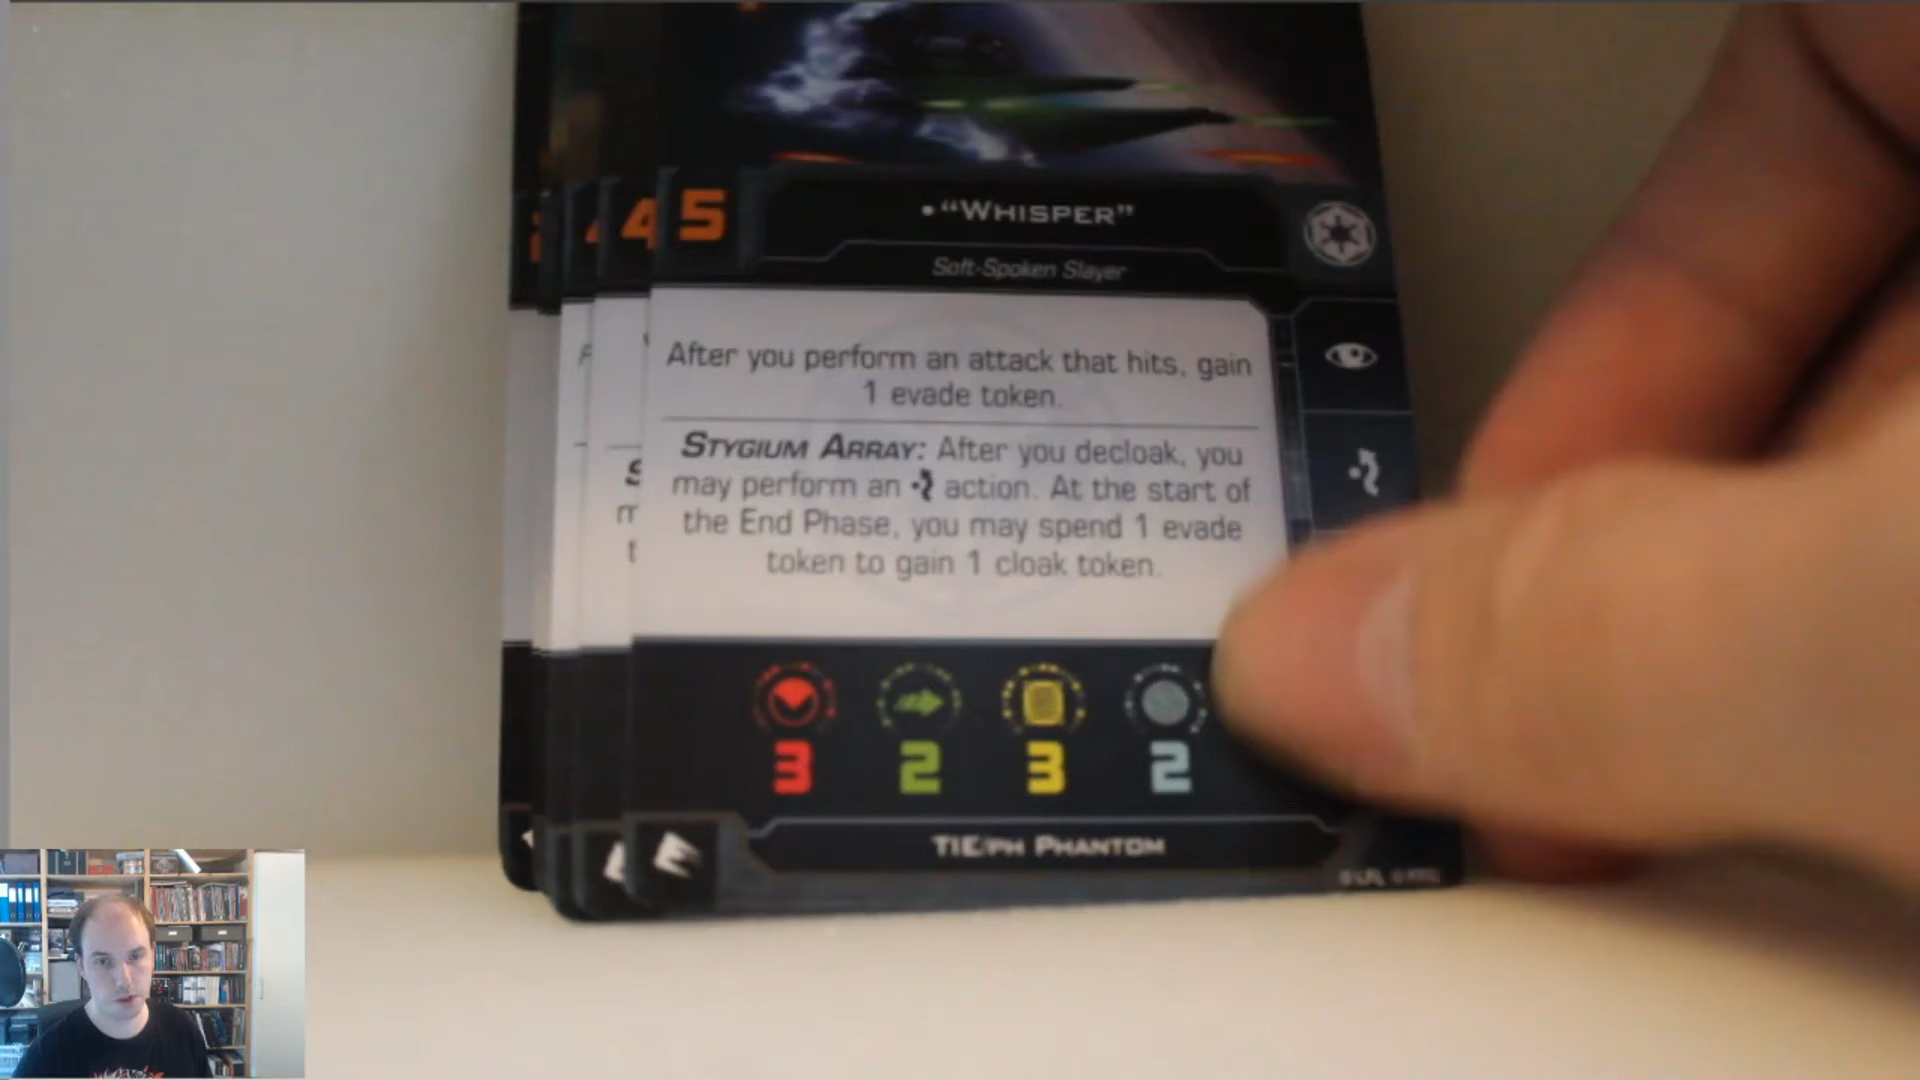 4
5
•“WHISPER”
Soft-Spoken Slayer
After you perform an attack that hits, gain
1 evade token.
STYGIUM ARRAY: After you decloak, you
may perform an action. At the start of
the End Phase, you may spend 1 evade
token to gain 1 cloak token.
3 2 3 2
TIE/PH PHANTOM